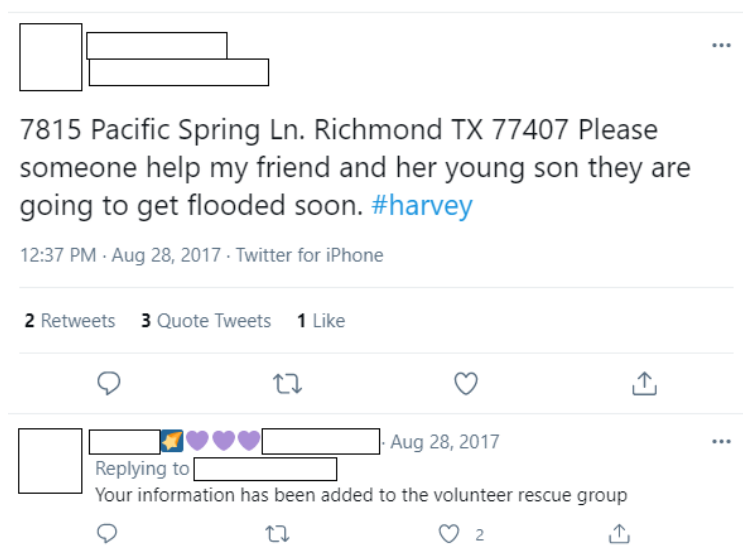 7815 Pacific Spring Ln. Richmond TX 77407 Please
someone help my friend and her young son they are
going to get flooded soon. #harvey
12:37 PM · Aug 28, 2017 · Twitter for iPhone
2 Retweets 3 Quote Tweets 1 Like
· Aug 28, 2017
Replying to
Your information has been added to the volunteer rescue group
2